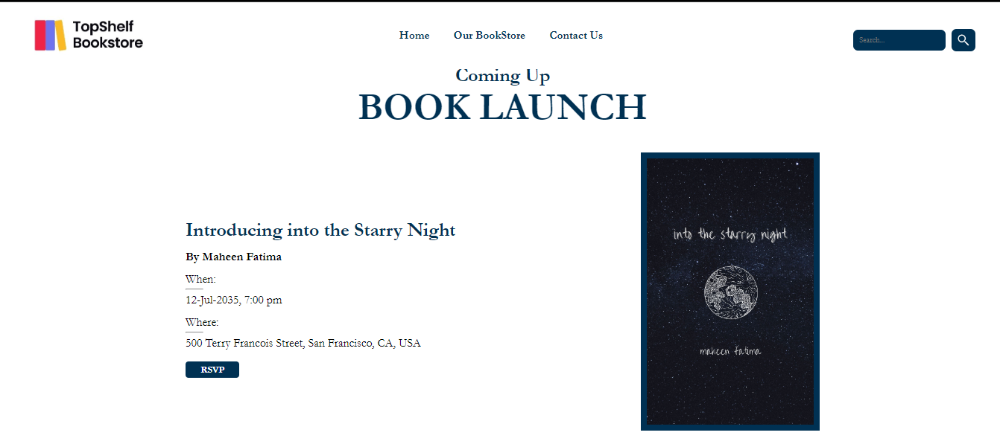 TopShelf
Bookstore
Home Our BookStore Contact Us
Search...
Coming Up
BOOK LAUNCH
Introducing into the Starry Night
By Maheen Fatima
When:
12-Jul-2035, 7:00 pm
Where:
500 Terry Francois Street, San Francisco, CA, USA
RSVP
into the starry night
maheen fatima